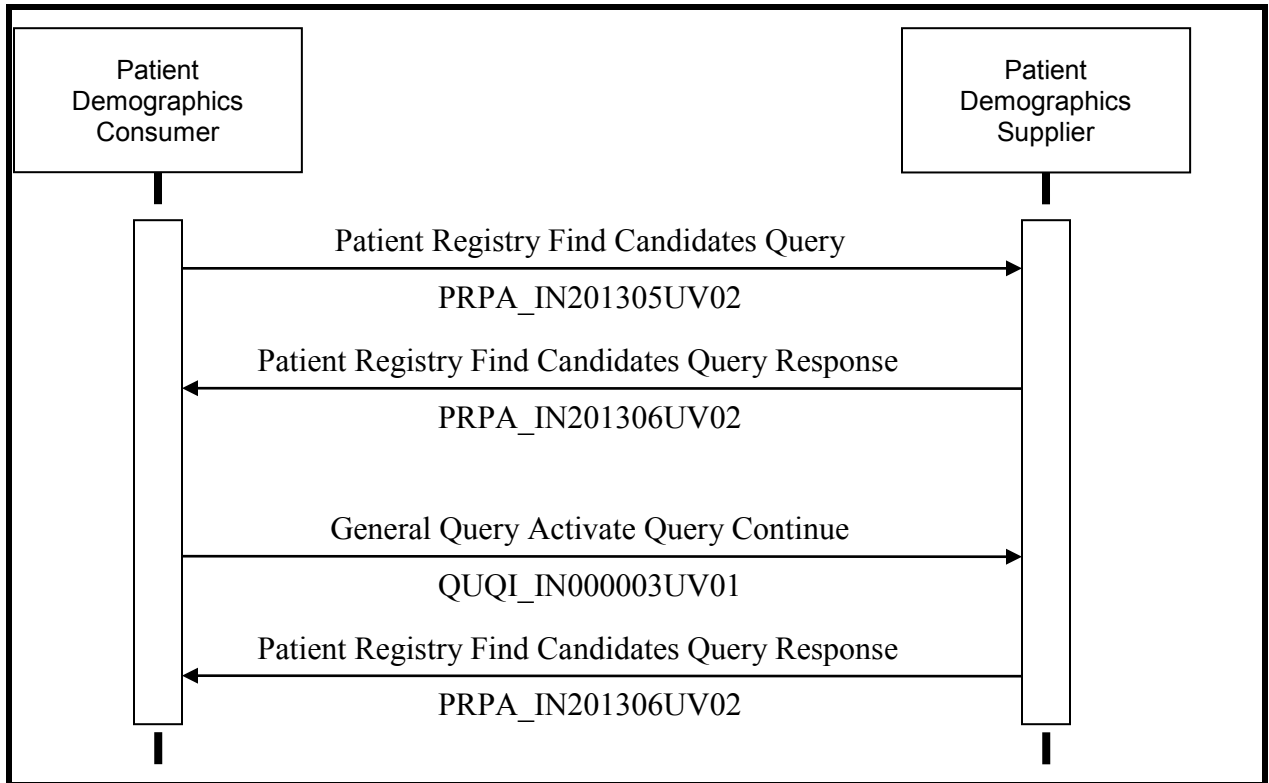 Patient
Demographics
Consumer
Patient
Demographics
Supplier
Patient Registry Find Candidates Query
PRPA_IN201305UV02
Patient Registry Find Candidates Query Response
PRPA_IN201306UV02
General Query Activate Query Continue
QUQI_IN000003UV01
Patient Registry Find Candidates Query Response
PRPA_IN201306UV02